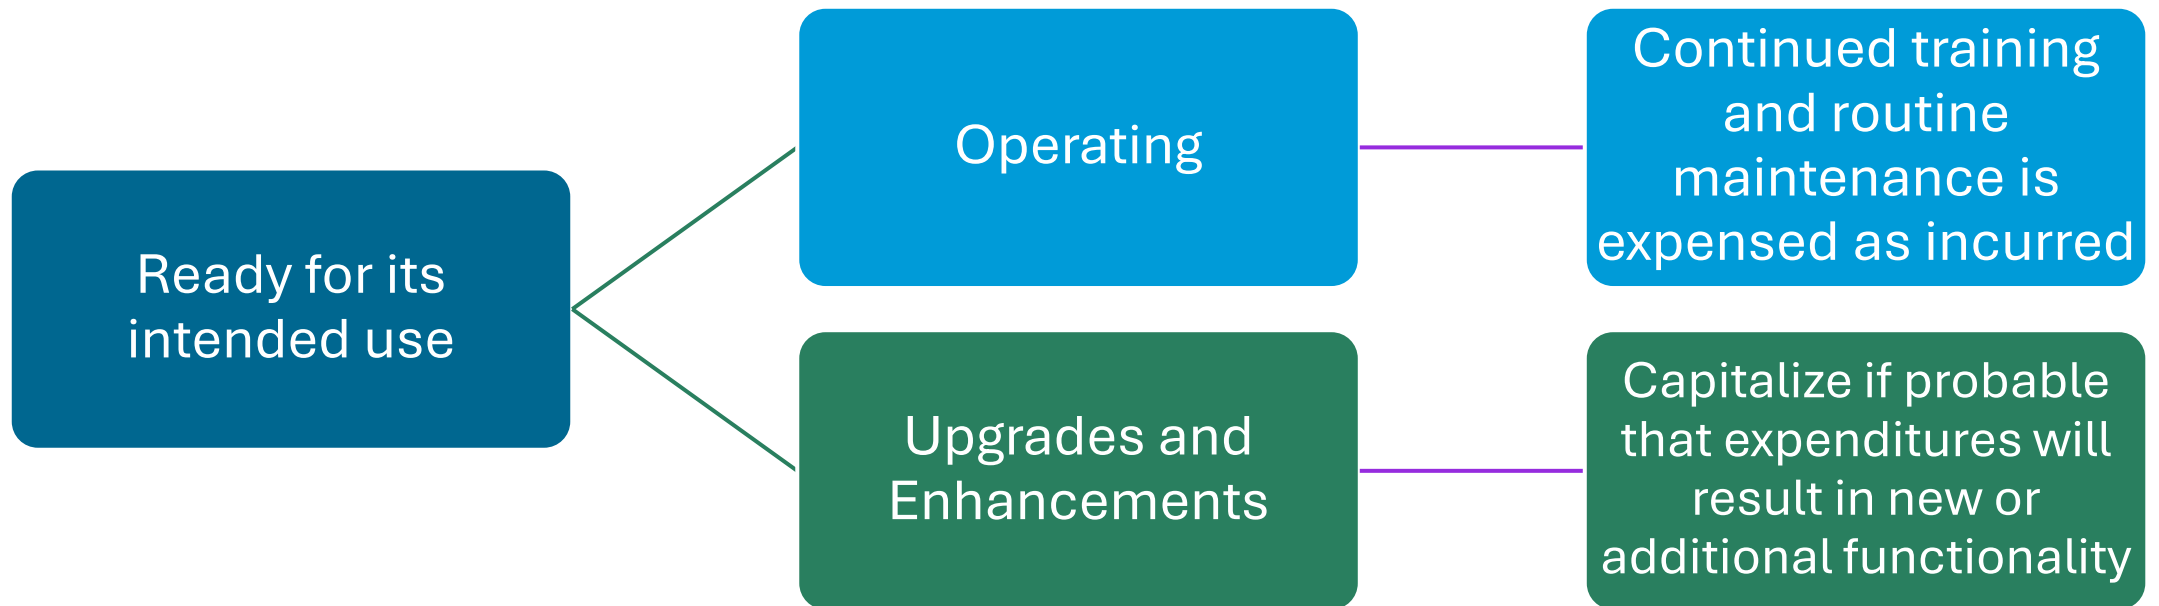 Ready for its
intended use
Operating
Continued training
and routine
maintenance is
expensed as incurred
Upgrades and
Enhancements
Capitalize if probable
that expenditures will
result in new or
additional functionality